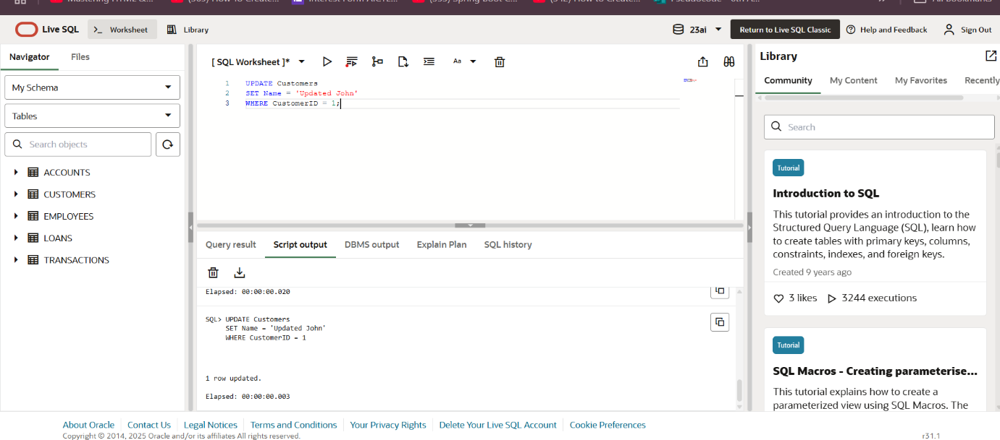 Live SQL
Worksheet
Library
23ai
Return to Live SQL Classic
Help and Feedback
Sign Out
Navigator
Files
My Schema
Tables
Search objects
ACCOUNTS
CUSTOMERS
EMPLOYEES
LOANS
TRANSACTIONS
[ SQL Worksheet ]*
Aa
1 UPDATE Customers
2 SET Name = 'Updated John'
3 WHERE CustomerID = 1;
Query result
Script output
DBMS output
Explain Plan
SQL history
Elapsed: 00:00:00.020
SQL> UPDATE Customers
SET Name = 'Updated John'
WHERE CustomerID = 1
1 row updated.
Elapsed: 00:00:00.003
Library
Community
My Content
My Favorites
Recently
Search
Tutorial
Introduction to SQL
This tutorial provides an introduction to the
Structured Query Language (SQL), learn how
to create tables with primary keys, columns,
constraints, indexes, and foreign keys.
Created 9 years ago
3 likes
3244 executions
Tutorial
SQL Macros - Creating parameterise...
This tutorial explains how to create a
parameterized view using SQL Macros. The
About Oracle
Contact Us
Legal Notices
Terms and Conditions
Your Privacy Rights
Delete Your Live SQL Account
Cookie Preferences
Copyright © 2014, 2025 Oracle and/or its affiliates All rights reserved.
r31.1